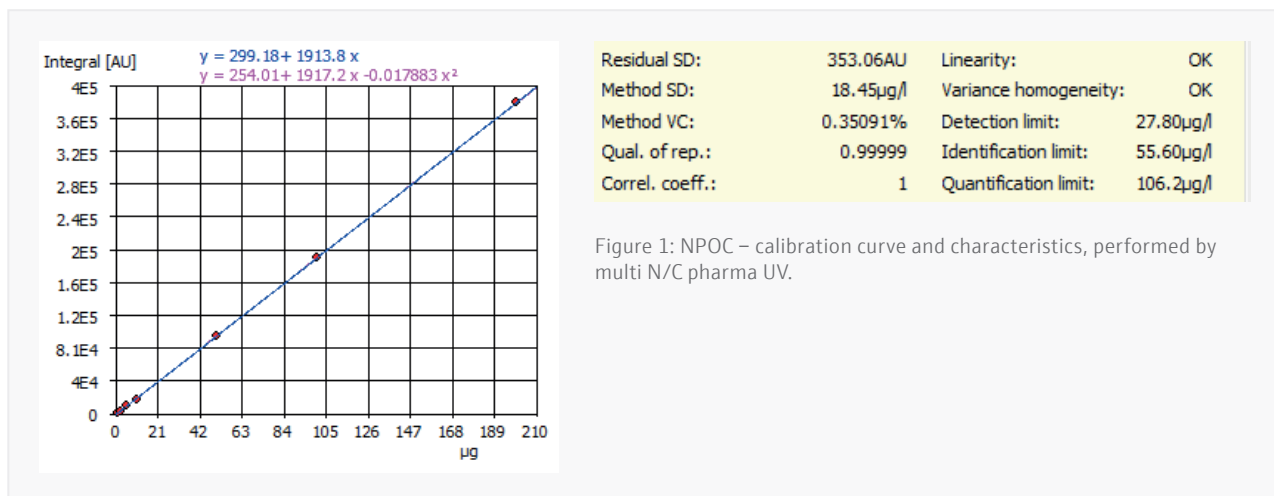 Integral [AU]
y = 299.18+ 1913.8 x
y = 254.01+ 1917.2 x -0.017883 x²
4E5
3.6E5
3.2E5
2.8E5
2.4E5
2E5
1.6E5
1.2E5
8.1E4
4E4
0
0 21 42 63 84 105 126 147 168 189 210
µg
Residual SD: 353.06AU Linearity: OK
Method SD: 18.45µg/l Variance homogeneity: OK
Method VC: 0.35091% Detection limit: 27.80µg/l
Qual. of rep.: 0.99999 Identification limit: 55.60µg/l
Correl. coeff.: 1 Quantification limit: 106.2µg/l
Figure 1: NPOC – calibration curve and characteristics, performed by
multi N/C pharma UV.